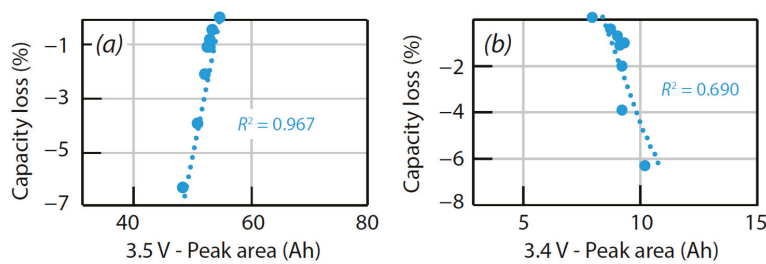 (a)
Capacity loss (%)
−1
−3
−5
−7
R² = 0.967
40
60
80
3.5 V - Peak area (Ah)
(b)
Capacity loss (%)
−2
−4
−6
−8
R² = 0.690
5
10
15
3.4 V - Peak area (Ah)